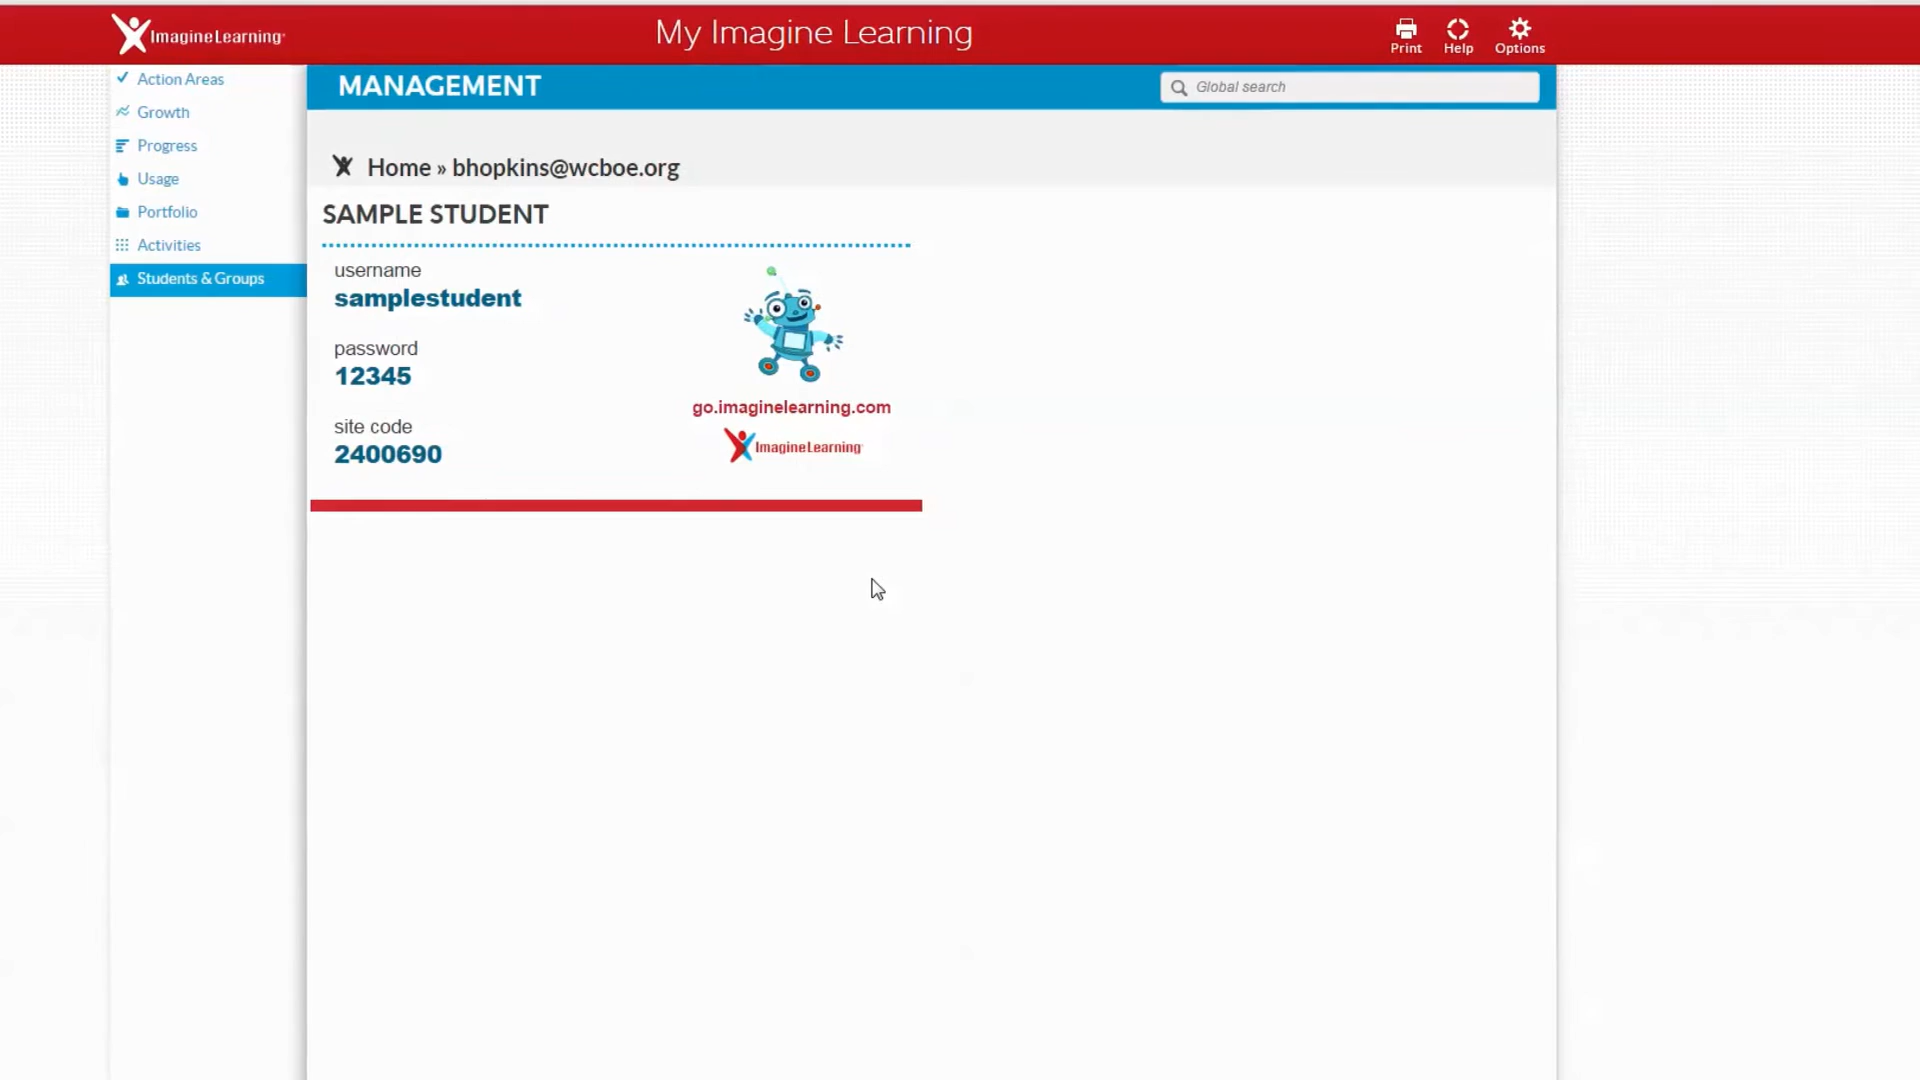 ImagineLearning
My Imagine Learning
Print
Help
Options
Action Areas
Growth
Progress
Usage
Portfolio
Activities
Students & Groups
MANAGEMENT
Global search
Home » bhopkins@wcboe.org
SAMPLE STUDENT
username
samplestudent
password
12345
site code
2400690
go.imaginelearning.com
ImagineLearning